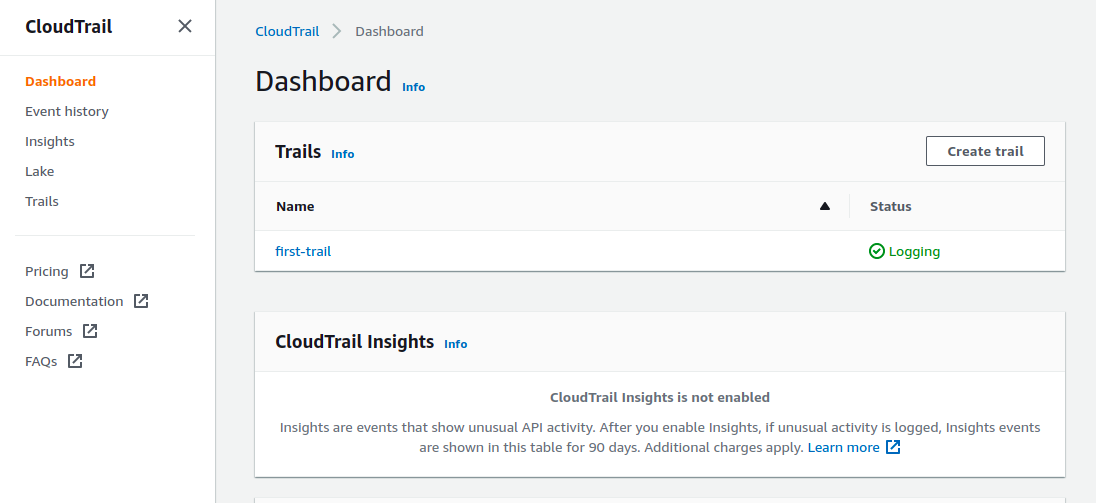 CloudTrail
Dashboard
Event history
Insights
Lake
Trails
Pricing
Documentation
Forums
FAQs
CloudTrail Dashboard
Dashboard Info
Trails Info
Create trail
Name Status
first-trail Logging
CloudTrail Insights Info
CloudTrail Insights is not enabled
Insights are events that show unusual API activity. After you enable Insights, if unusual activity is logged, Insights events
are shown in this table for 90 days. Additional charges apply. Learn more